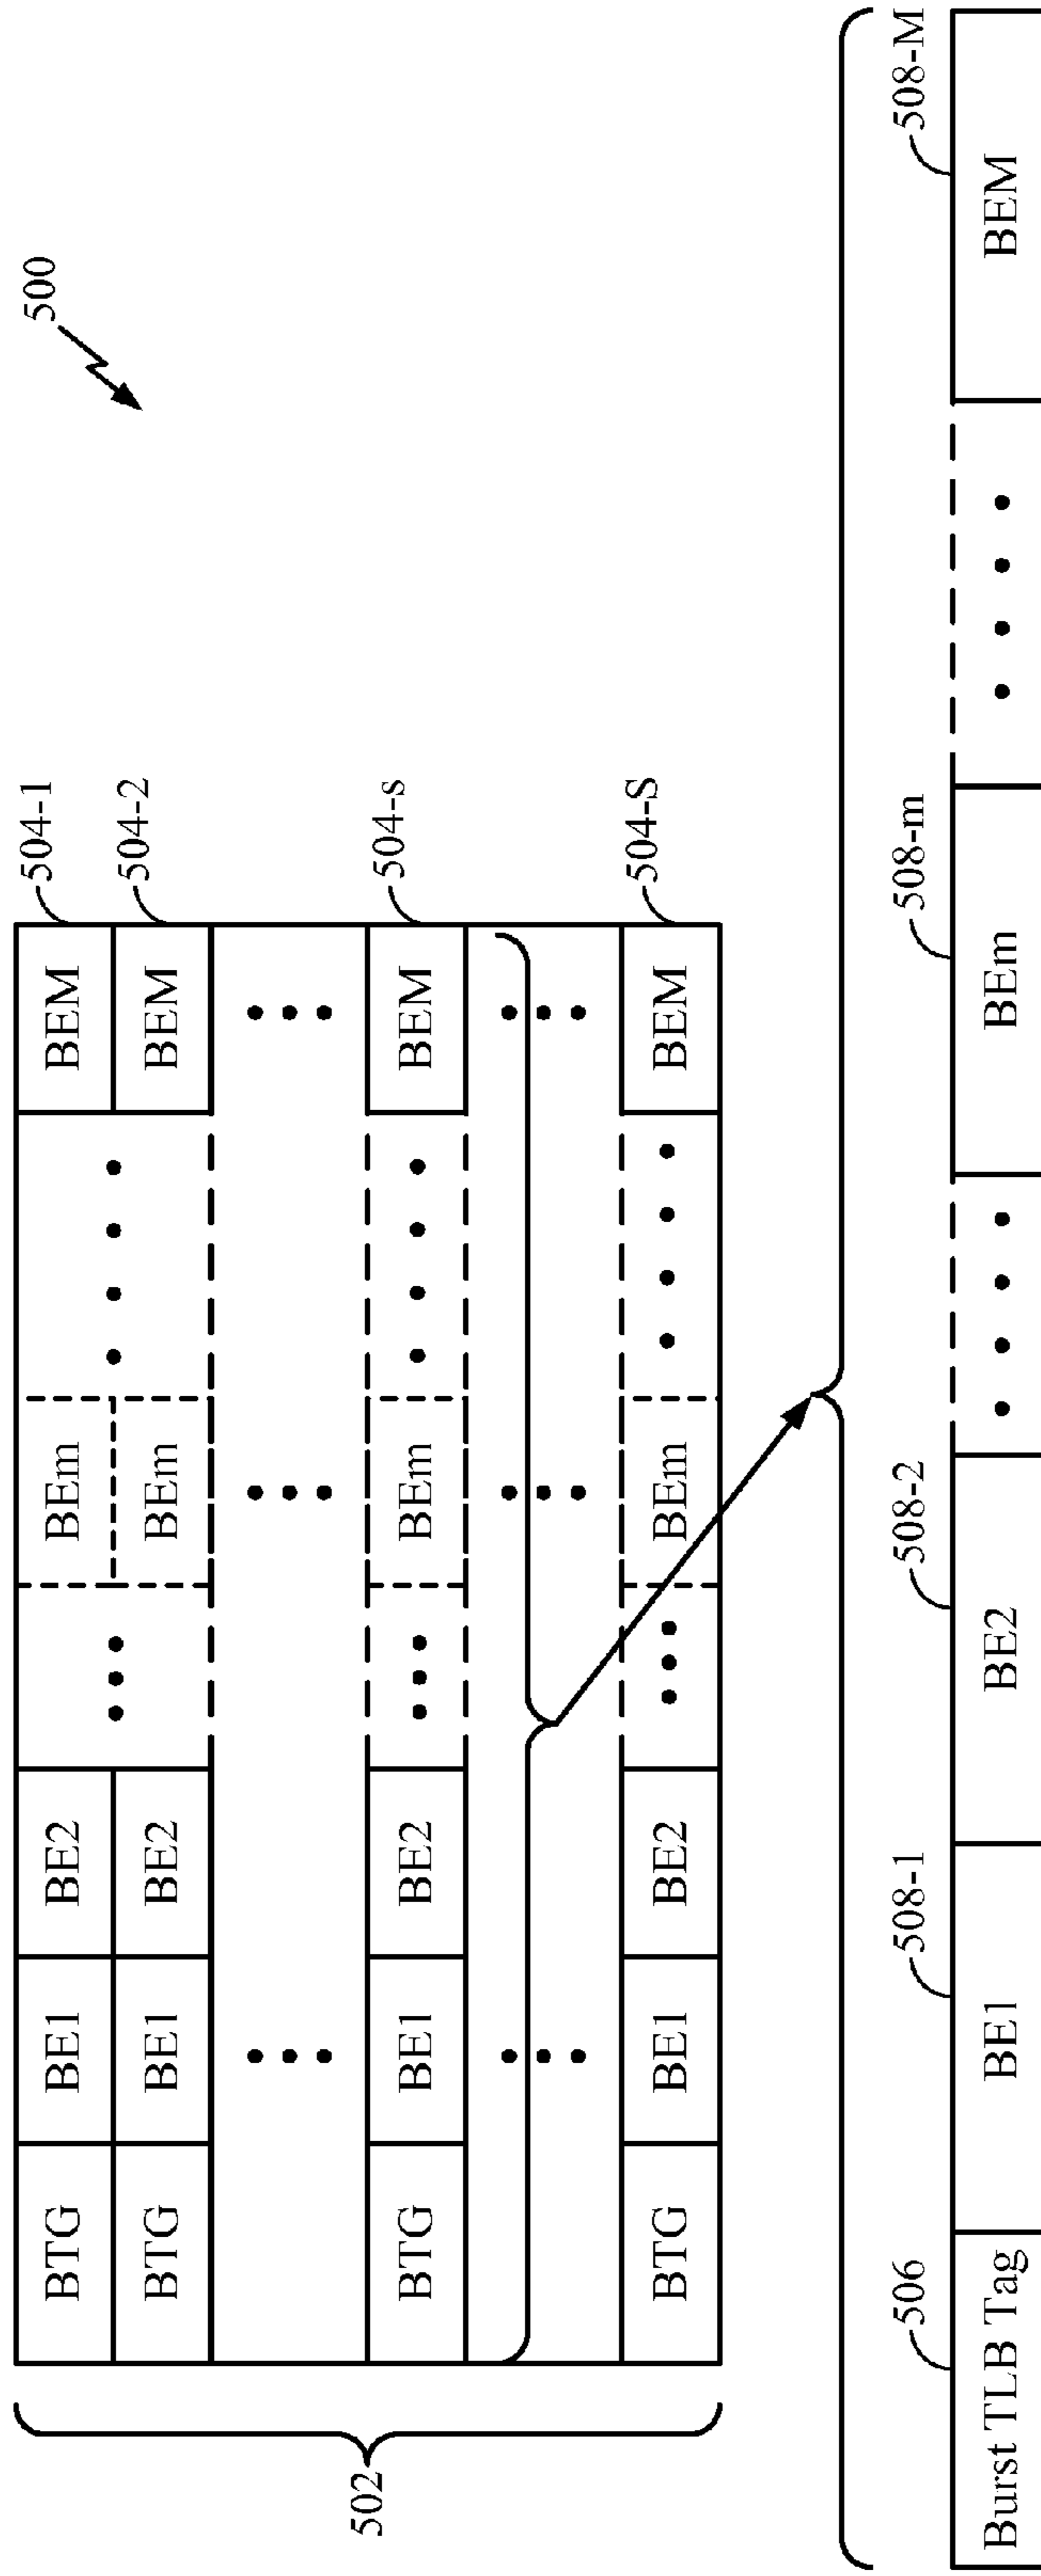 500
504-1
504-2
504-s
504-S
502
BTG BE1 BE2 • • • BEm • • • • BEM
BTG BE1 BE2 BEm BEM
• • • • • • • • •
BTG BE1 BE2 • • • BEm • • • • BEM
• • • • • • • • •
BTG BE1 BE2 • • • BEm • • • • BEM
506 508-1 508-2 508-m 508-M
Burst TLB Tag BE1 BE2 • • • • BEm • • • • BEM